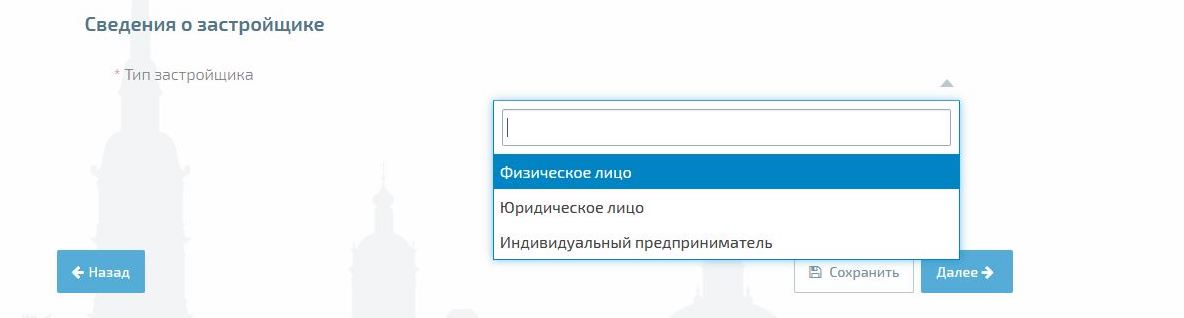 Сведения о застройщике
* Тип застройщика
Физическое лицо
Юридическое лицо
Индивидуальный предприниматель
Назад
Сохранить
Далее